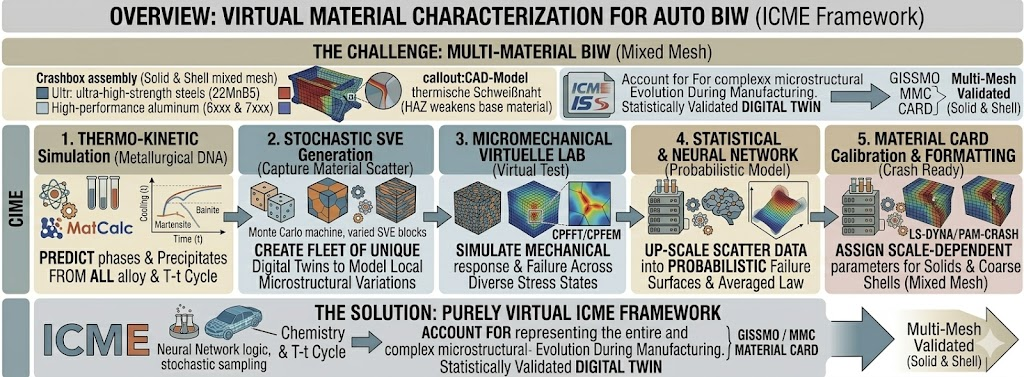 OVERVIEW: VIRTUAL MATERIAL CHARACTERIZATION FOR AUTO BIW (ICME Framework)
THE CHALLENGE: MULTI-MATERIAL BIW (Mixed Mesh)
Crashbox assembly (Solid & Shell mixed mesh)
Ultr: ultra-high-strength steels (22MnB5)
High-performance aluminum (6xxx & 7xxx)
callout:CAD-Model
thermische Schweißnaht
(HAZ weakens base material)
ICME
ISS
Account for For complexx microstructural
Evolution During Manufacturing.
Statistically Validated DIGITAL TWIN
GISSMO
MMC
CARD
Multi-Mesh
Validated
(Solid & Shell)
CIME
1. THERMO-KINETIC
Simulation (Metallurgical DNA)
Cooling (t)
Bainite
Martensite
Time (t)
MatCalc
PREDICT phases & Precipitates
FROM ALL alloy & T-t Cycle
2. STOCHASTIC SVE
Generation
(Capture Material Scatter)
Monte Carlo machine, varied SVE blocks
CREATE FLEET OF UNIQUE
Digital Twins to Model Local
Microstructural Variations
3. MICROMECHANICAL
VIRTUELLE LAB
(Virtual Test)
CPFFT/CPFEM
SIMULATE MECHANICAL
response & Failure Across
Diverse Stress States
4. STATISTICAL
& NEURAL NETWORK
(Probabilistic Model)
UP-SCALE SCATTER DATA
into PROBABILISTIC Failure
Surfaces & Averaged Law
5. MATERIAL CARD
Calibration & FORMATTING
(Crash Ready)
LS-DYNA/PAM-CRASH
ASSIGN SCALE-DEPENDENT
parameters for Solids & Coarse
Shells (Mixed Mesh)
THE SOLUTION: PURELY VIRTUAL ICME FRAMEWORK
ICME
Neural Network logic,
stochastic sampling
Chemistry
& T-t Cycle
ACCOUNT FOR representing the entire and
complex microstructural- Evolution During Manufacturing.
Statistically Validated DIGITAL TWIN
GISSMO / MMC
MATERIAL CARD
Multi-Mesh
Validated
(Solid & Shell)